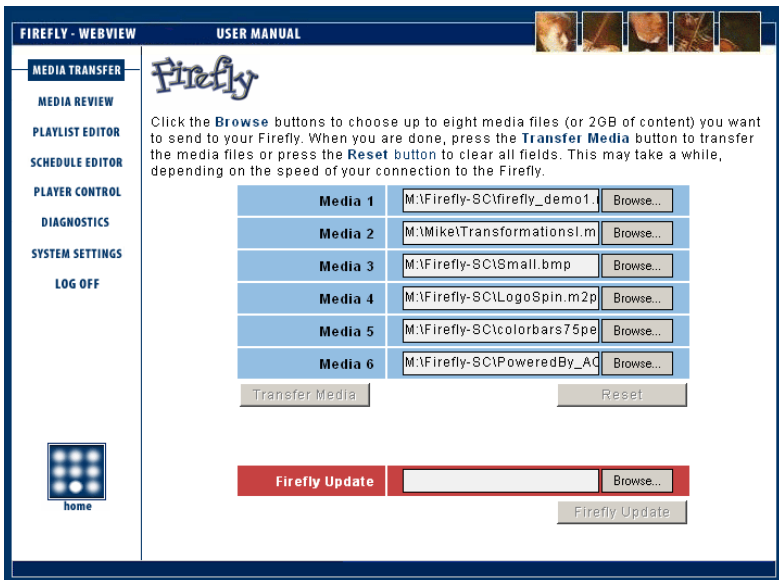 FIREFLY - WEBVIEW
USER MANUAL
MEDIA TRANSFER
MEDIA REVIEW
PLAYLIST EDITOR
SCHEDULE EDITOR
PLAYER CONTROL
DIAGNOSTICS
SYSTEM SETTINGS
LOG OFF
home
Firefly
Click the Browse buttons to choose up to eight media files (or 2GB of content) you want
to send to your Firefly. When you are done, press the Transfer Media button to transfer
the media files or press the Reset button to clear all fields. This may take a while,
depending on the speed of your connection to the Firefly.
Media 1 M:\Firefly-SC\firefly_demo1. Browse...
Media 2 M:\Mike\TransformationsI.m Browse...
Media 3 M:\Firefly-SC\Small.bmp Browse...
Media 4 M:\Firefly-SC\LogoSpin.m2p Browse...
Media 5 M:\Firefly-SC\colorbars75pe Browse...
Media 6 M:\Firefly-SC\PoweredBy_AC Browse...
Transfer Media Reset
Firefly Update Browse...
Firefly Update